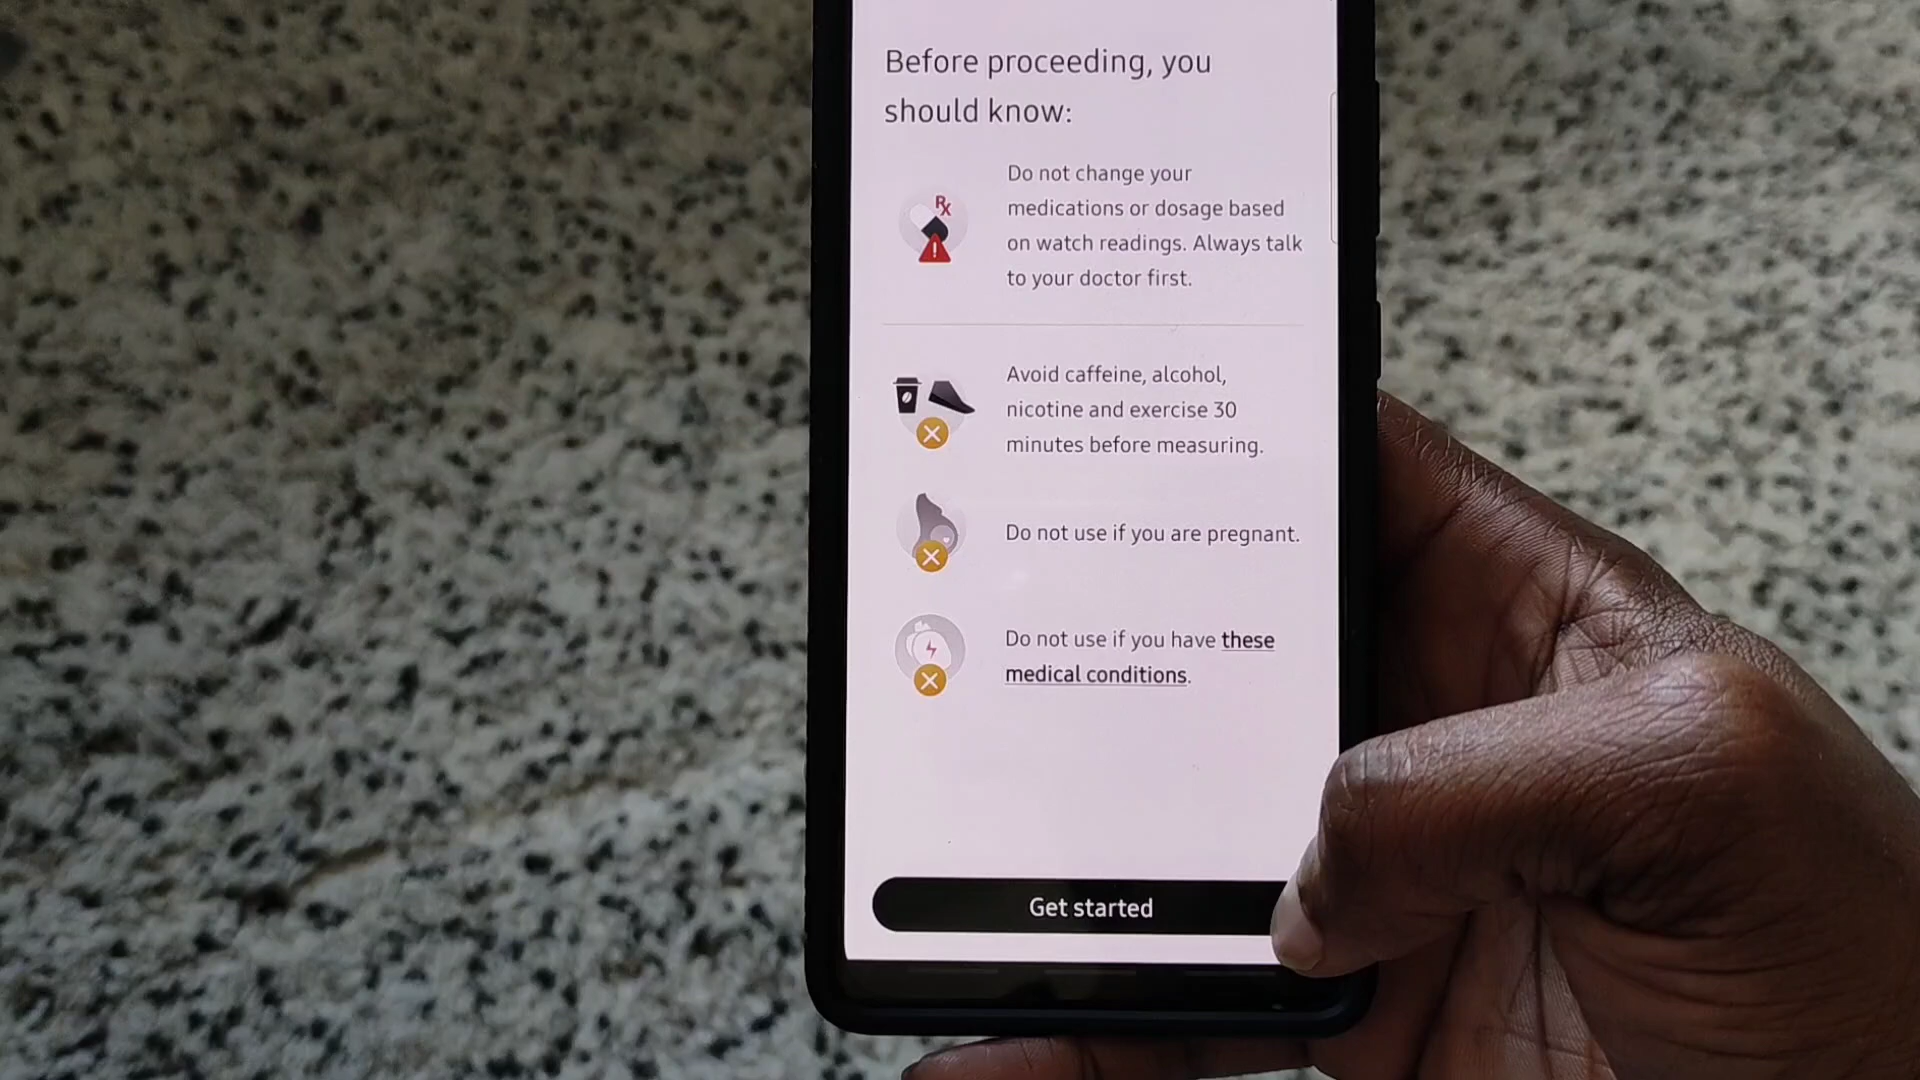 Before proceeding, you
should know:
Rx
Do not change your
medications or dosage based
on watch readings. Always talk
to your doctor first.
Avoid caffeine, alcohol,
nicotine and exercise 30
minutes before measuring.
Do not use if you are pregnant.
Do not use if you have these
medical conditions.
Get started